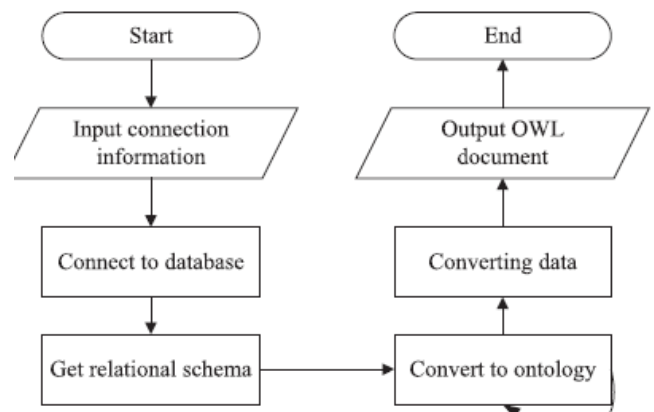 Start
Input connection
information
Connect to database
Get relational schema
Convert to ontology
Converting data
Output OWL
document
End